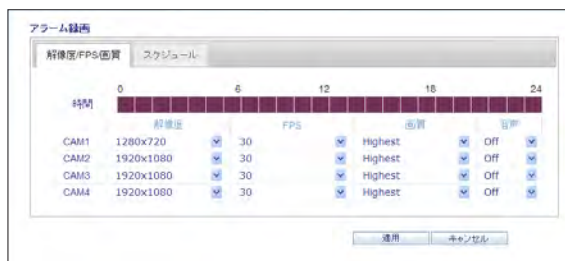 アラーム録画
解像度/FPS/画質 スケジュール
0 6 12 18 24
時間
解像度 FPS 画質 音声
CAM1 1280x720 30 Highest Off
CAM2 1920x1080 30 Highest Off
CAM3 1920x1080 30 Highest Off
CAM4 1920x1080 30 Highest Off
適用 キャンセル